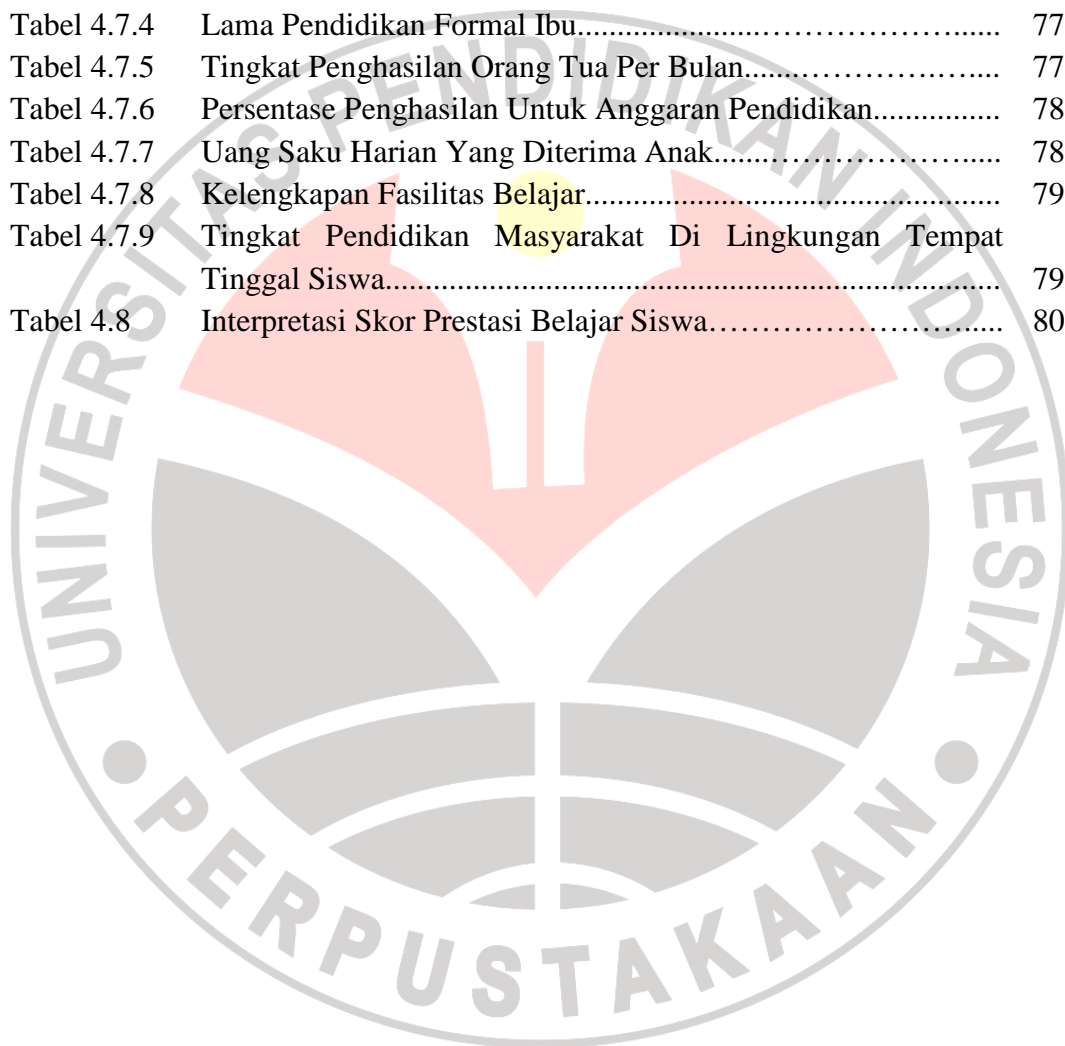 Tabel 4.7.4 Lama Pendidikan Formal Ibu.......................……………….…...... 77
Tabel 4.7.5 Tingkat Penghasilan Orang Tua Per Bulan.......………….…..... 77
Tabel 4.7.6 Persentase Penghasilan Untuk Anggaran Pendidikan................ 78
Tabel 4.7.7 Uang Saku Harian Yang Diterima Anak.......………………...... 78
Tabel 4.7.8 Kelengkapan Fasilitas Belajar.................................................... 79
Tabel 4.7.9 Tingkat Pendidikan Masyarakat Di Lingkungan Tempat
Tinggal Siswa............................................................................. 79
Tabel 4.8 Interpretasi Skor Prestasi Belajar Siswa……………………...... 80
UNIVERSITAS PENDIDIKAN INDONESIA
PERPUSTAKAAN